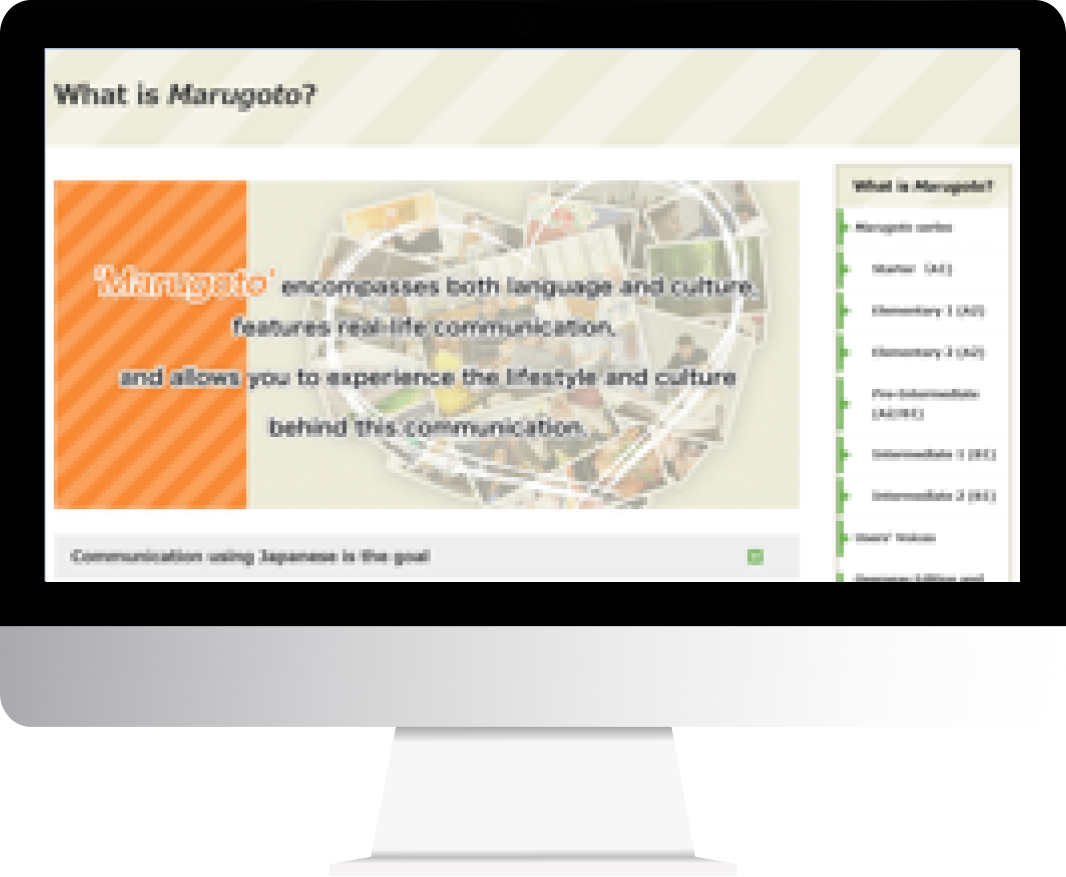 What is Marugoto?
'Marugoto' encompasses both language and culture,
features real-life communication,
and allows you to experience the lifestyle and culture
behind this communication.
Communication using Japanese is the goal
What is Marugoto?
Marugoto series
Starter (A1)
Elementary 1 (A2)
Elementary 2 (A2)
Pre-Intermediate
(A2/B1)
Intermediate 1 (B1)
Intermediate 2 (B1)
Users' Voices